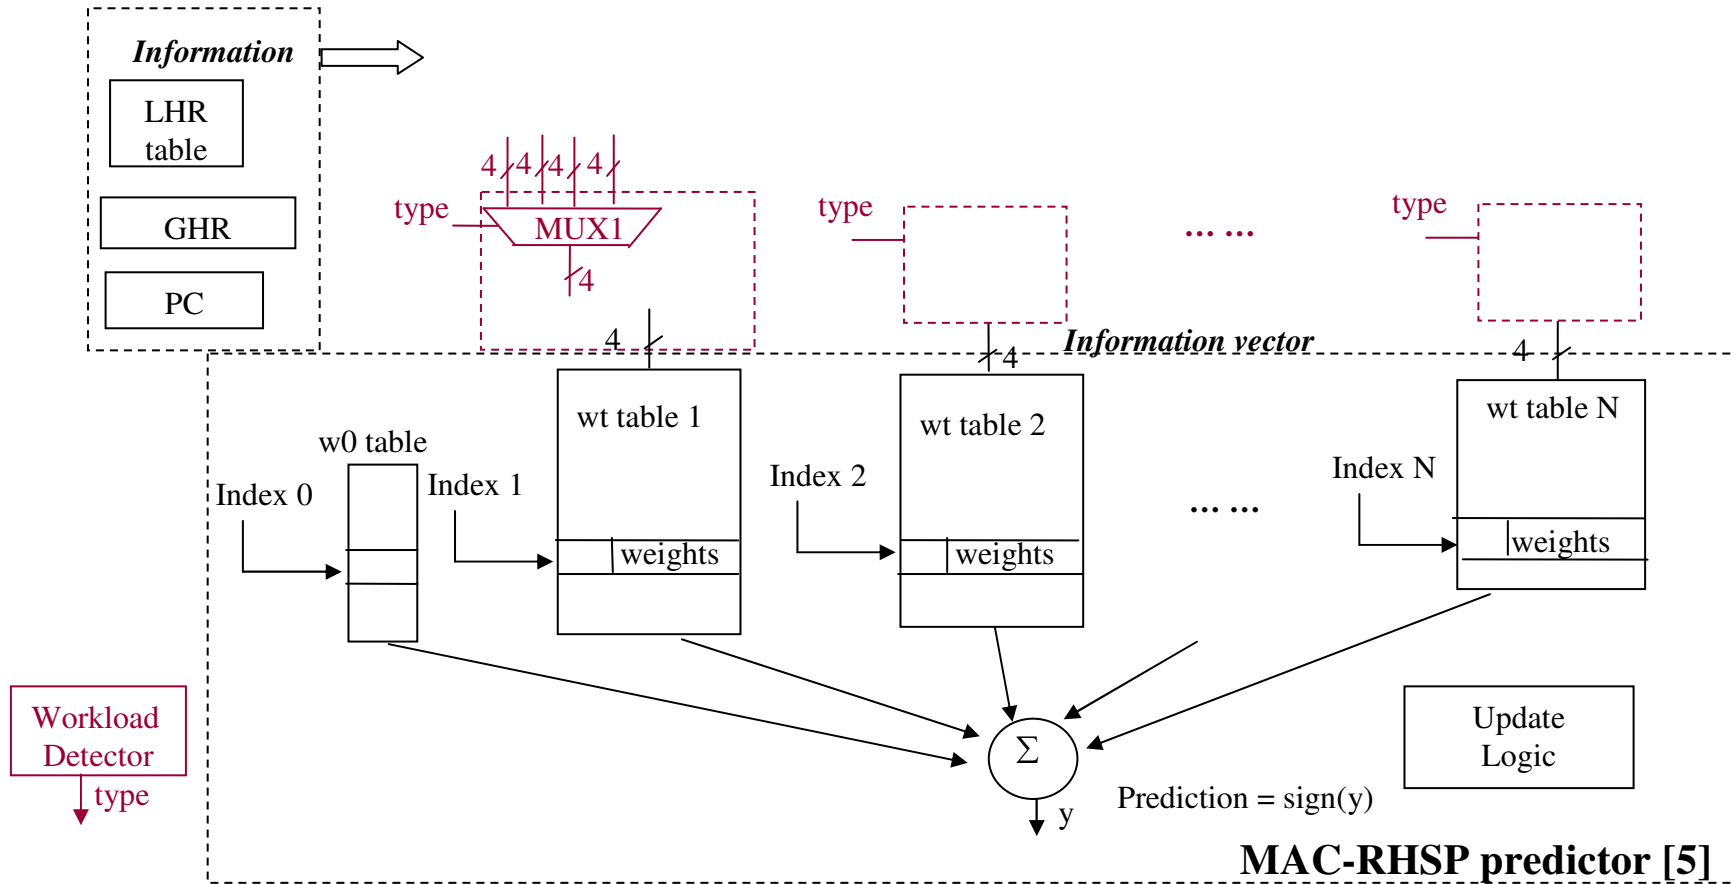 Information
LHR
table
GHR
PC
4 4 4 4
type
MUX1
4
type
... ...
type
4
4
Information vector
4
wt table 1
wt table 2
wt table N
w0 table
Index 0
Index 1
Index 2
Index N
... ...
weights
weights
weights
Workload
Detector
type
Σ
y
Prediction = sign(y)
Update
Logic
MAC-RHSP predictor [5]